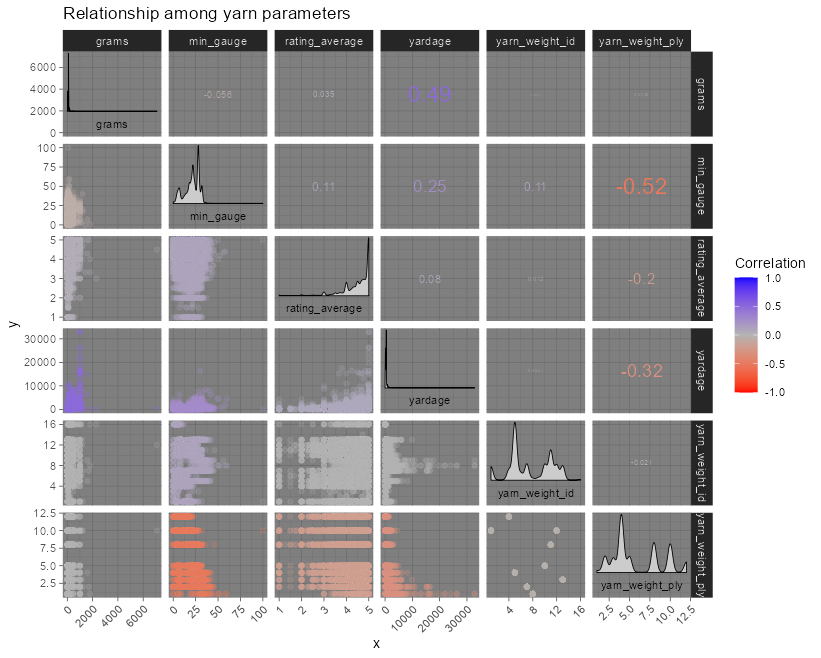 Relationship among yarn parameters
grams min_gauge rating_average yardage yarn_weight_id yarn_weight_ply
6000
4000
2000
0
grams
-0.056
0.035
0.49
grams
100
75
50
25
0
min_gauge
0.11
0.25
0.11
-0.52
min_gauge
5
4
3
2
1
rating_average
0.08
-0.2
rating_average
Correlation
1.0
0.5
0.0
-0.5
-1.0
y
30000
20000
10000
0
yardage
-0.32
yardage
16
12
8
4
yarn_weight_id
-0.021
yarn_weight_id
12.5
10.0
7.5
5.0
2.5
yarn_weight_ply
yarn_weight_ply
0 2000 4000 6000
0 25 50 75 100
1 2 3 4 5
0 10000 20000 30000
4 8 12 16
2.5 5.0 7.5 10.0 12.5
x